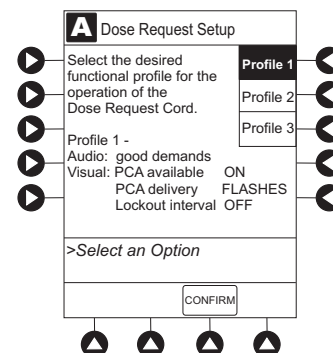 A Dose Request Setup
Select the desired
functional profile for the
operation of the
Dose Request Cord.
Profile 1
Profile 2
Profile 3
Profile 1 -
Audio: good demands
Visual: PCA available ON
PCA delivery FLASHES
Lockout interval OFF
>Select an Option
CONFIRM